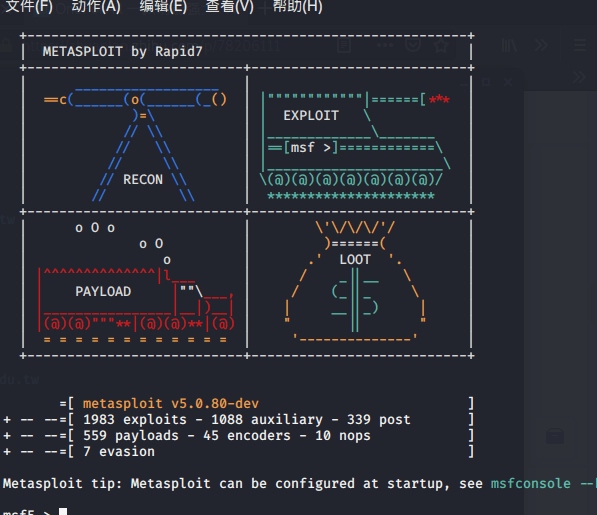 文件(F) 动作(A) 编辑(E) 查看(V) 帮助(H)
METASPLOIT by Rapid7
EXPLOIT
==[msf >]============\
RECON
o O o
o O
o
PAYLOAD
LOOT
=[ metasploit v5.0.80-dev ]
+ -- --=[ 1983 exploits - 1088 auxiliary - 339 post ]
+ -- --=[ 559 payloads - 45 encoders - 10 nops ]
+ -- --=[ 7 evasion ]
Metasploit tip: Metasploit can be configured at startup, see msfconsole --
msf5 >